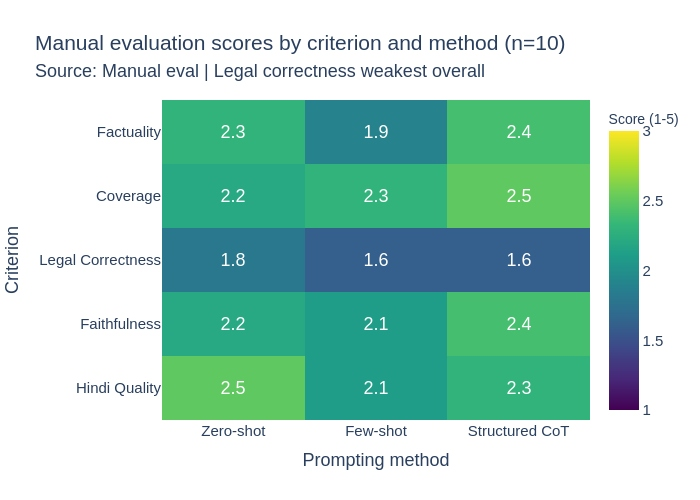 Manual evaluation scores by criterion and method (n=10)
Source: Manual eval | Legal correctness weakest overall
Score (1-5)
3
2.5
2
1.5
1
Criterion
Factuality 2.3 1.9 2.4
Coverage 2.2 2.3 2.5
Legal Correctness 1.8 1.6 1.6
Faithfulness 2.2 2.1 2.4
Hindi Quality 2.5 2.1 2.3
Zero-shot Few-shot Structured CoT
Prompting method